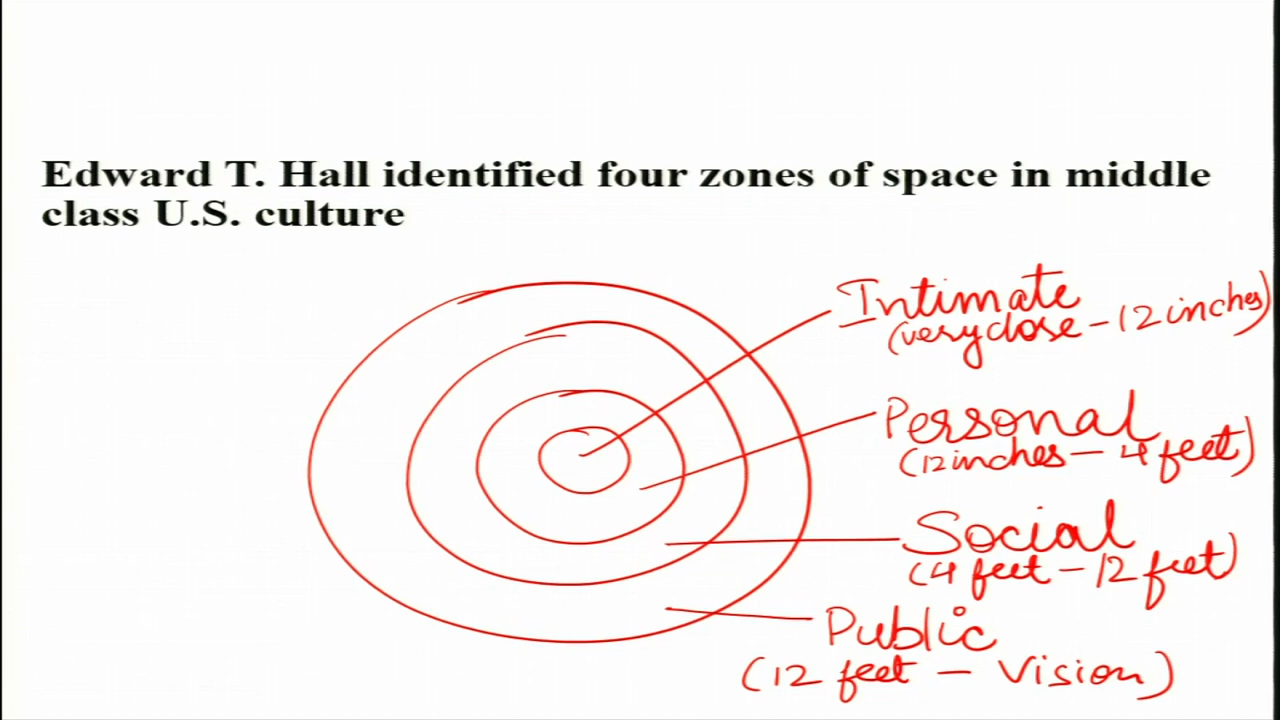 Edward T. Hall identified four zones of space in middle
class U.S. culture
Intimate
(very close - 12 inches)
Personal
(12 inches - 4 feet)
Social
(4 feet - 12 feet)
Public
(12 feet - Vision)